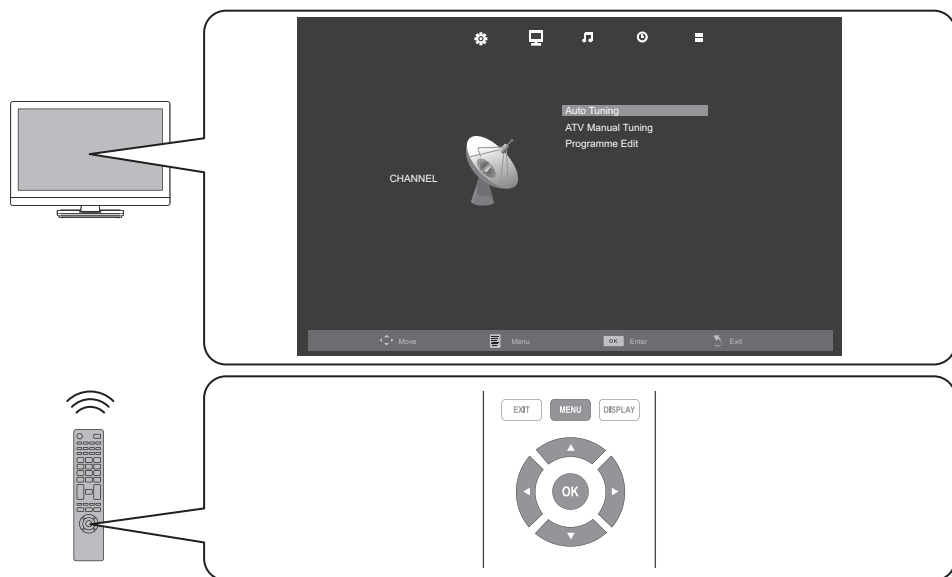 Auto Tuning
ATV Manual Tuning
Programme Edit
CHANNEL
Move Menu OK Enter Exit
EXIT MENU DISPLAY
OK